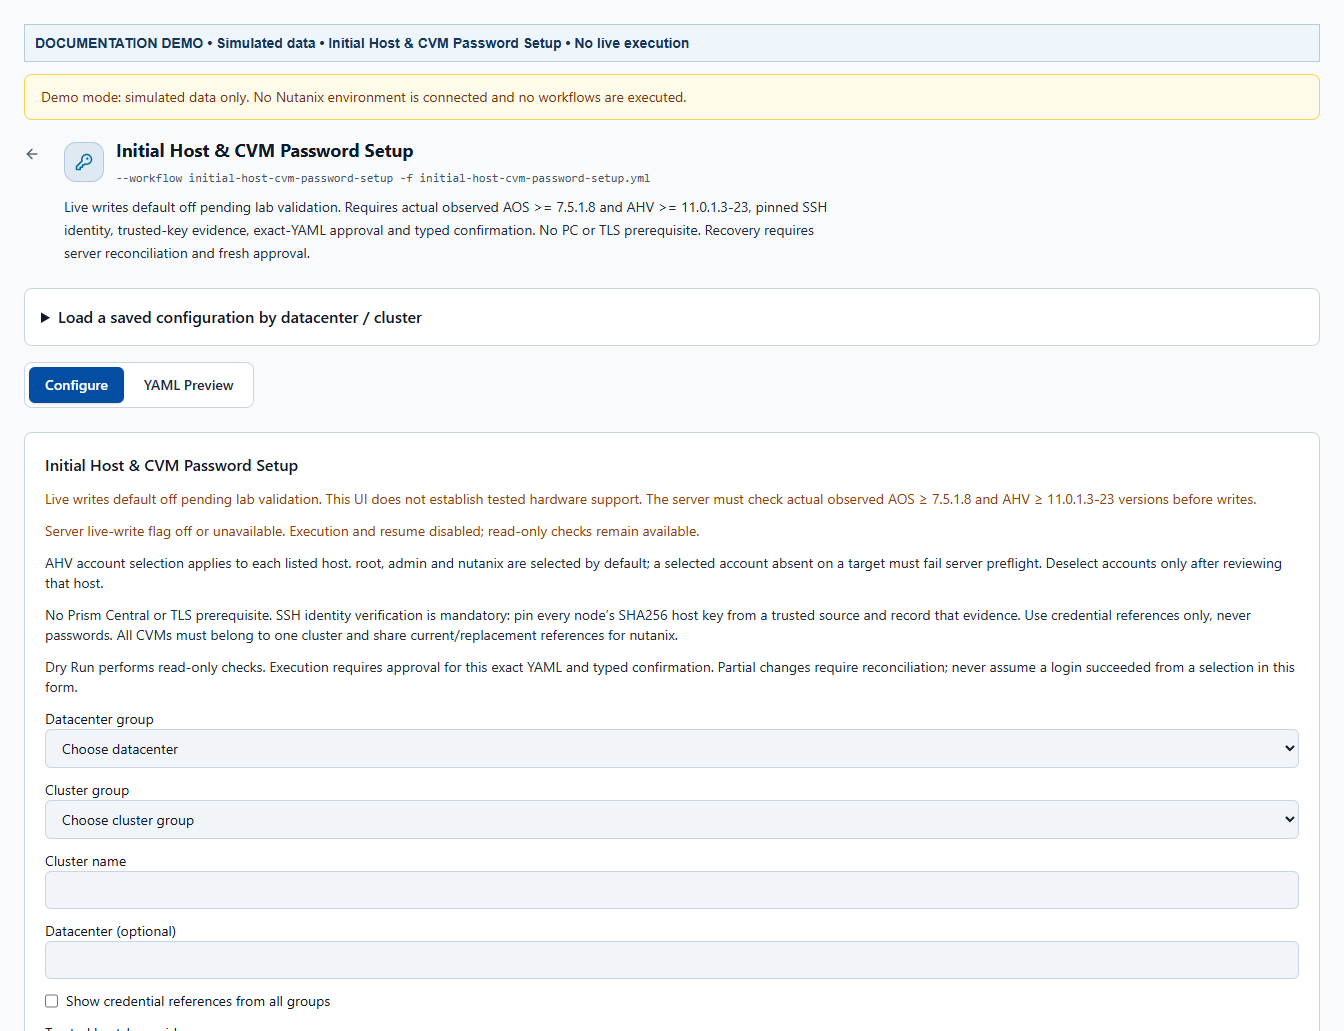 DOCUMENTATION DEMO • Simulated data • Initial Host & CVM Password Setup • No live execution
Demo mode: simulated data only. No Nutanix environment is connected and no workflows are executed.
Initial Host & CVM Password Setup
--workflow initial-host-cvm-password-setup -f initial-host-cvm-password-setup.yml
Live writes default off pending lab validation. Requires actual observed AOS >= 7.5.1.8 and AHV >= 11.0.1.3-23, pinned SSH
identity, trusted-key evidence, exact-YAML approval and typed confirmation. No PC or TLS prerequisite. Recovery requires
server reconciliation and fresh approval.
Load a saved configuration by datacenter / cluster
Configure
YAML Preview
Initial Host & CVM Password Setup
Live writes default off pending lab validation. This UI does not establish tested hardware support. The server must check actual observed AOS ≥ 7.5.1.8 and AHV ≥ 11.0.1.3-23 versions before writes.
Server live-write flag off or unavailable. Execution and resume disabled; read-only checks remain available.
AHV account selection applies to each listed host. root, admin and nutanix are selected by default; a selected account absent on a target must fail server preflight. Deselect accounts only after reviewing
that host.
No Prism Central or TLS prerequisite. SSH identity verification is mandatory: pin every node’s SHA256 host key from a trusted source and record that evidence. Use credential references only, never
passwords. All CVMs must belong to one cluster and share current/replacement references for nutanix.
Dry Run performs read-only checks. Execution requires approval for this exact YAML and typed confirmation. Partial changes require reconciliation; never assume a login succeeded from a selection in this
form.
Datacenter group
Choose datacenter
Cluster group
Choose cluster group
Cluster name
Datacenter (optional)
Show credential references from all groups